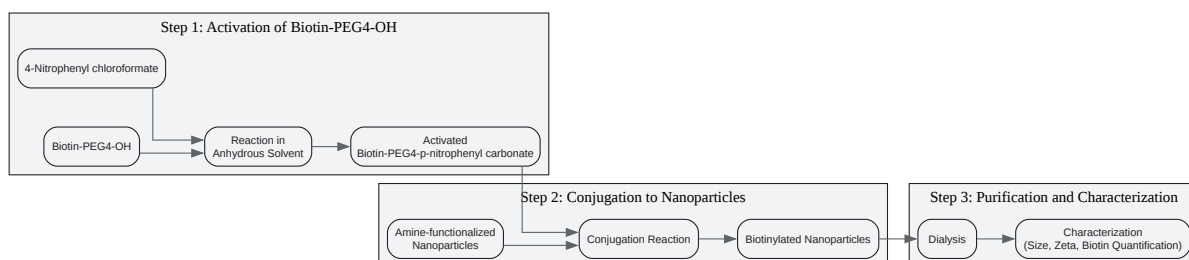 Step 1: Activation of Biotin-PEG4-OH
4-Nitrophenyl chloroformate
Biotin-PEG4-OH
Reaction in
Anhydrous Solvent
Activated
Biotin-PEG4-p-nitrophenyl carbonate
Step 2: Conjugation to Nanoparticles
Amine-functionalized
Nanoparticles
Conjugation Reaction
Biotinylated Nanoparticles
Step 3: Purification and Characterization
Dialysis
Characterization
(Size, Zeta, Biotin Quantification)